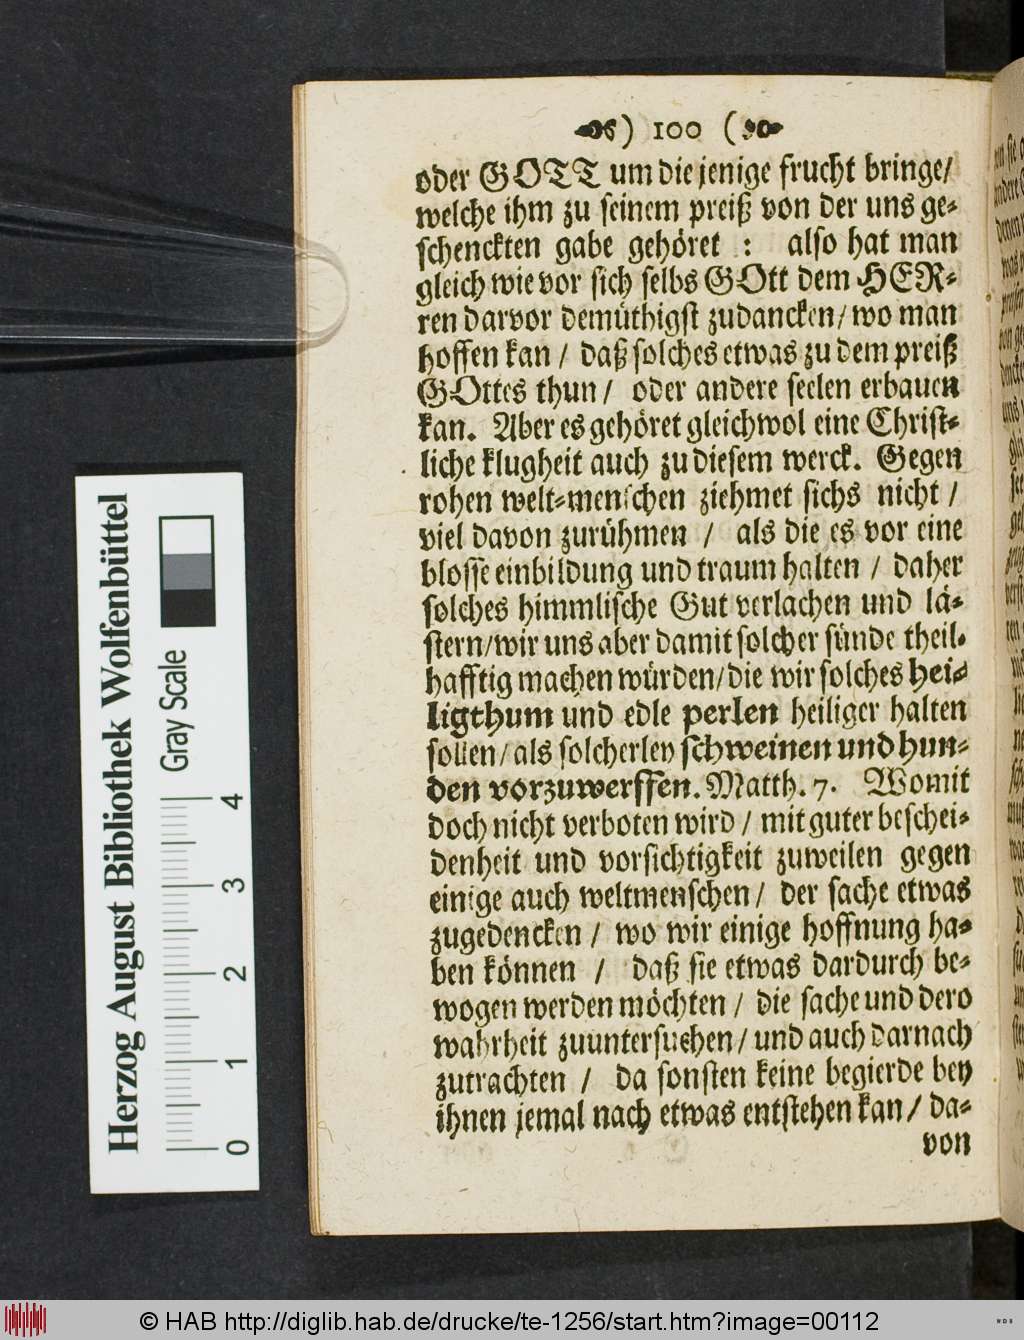 ) 100 (
oder GOTT um die jenige frucht bringe/
welche ihm zu seinem preiß von der uns ge-
schenckten gabe gehöret : also hat man
gleich wie vor sich selbs GOtt dem HER-
ren darvor demüthigst zudancken/ wo man
hoffen kan / daß solches etwas zu dem preiß
GOttes thun / oder andere seelen erbauen
kan. Aber es gehöret gleichwol eine Christ-
liche klugheit auch zu diesem werck. Gegen
rohen welt-menschen ziehmet sichs nicht /
viel davon zurühmen / als die es vor eine
blosse einbildung und traum halten / daher
solches himmlische Gut verlachen und lä-
stern/wir uns aber damit solcher sünde theil-
hafftig machen würden/die wir solches hei-
ligthum und edle perlen heiliger halten
sollen/ als solcherley schweinen und hun-
den vorzuwerffen. Matth. 7. Womit
doch nicht verboten wird / mit guter beschei-
denheit und vorsichtigkeit zuweilen gegen
einige auch weltmenschen / der sache etwas
zugedencken / wo wir einige hoffnung ha-
ben können / daß sie etwas dardurch be-
wogen werden möchten / die sache und dero
wahrheit zuuntersuchen / und auch darnach
zutrachten / da sonsten keine begierde bey
ihnen jemal nach etwas entstehen kan / da-
von
Herzog August Bibliothek Wolfenbüttel
Gray Scale
0 1 2 3 4
© HAB http://diglib.hab.de/drucke/te-1256/start.htm?image=00112